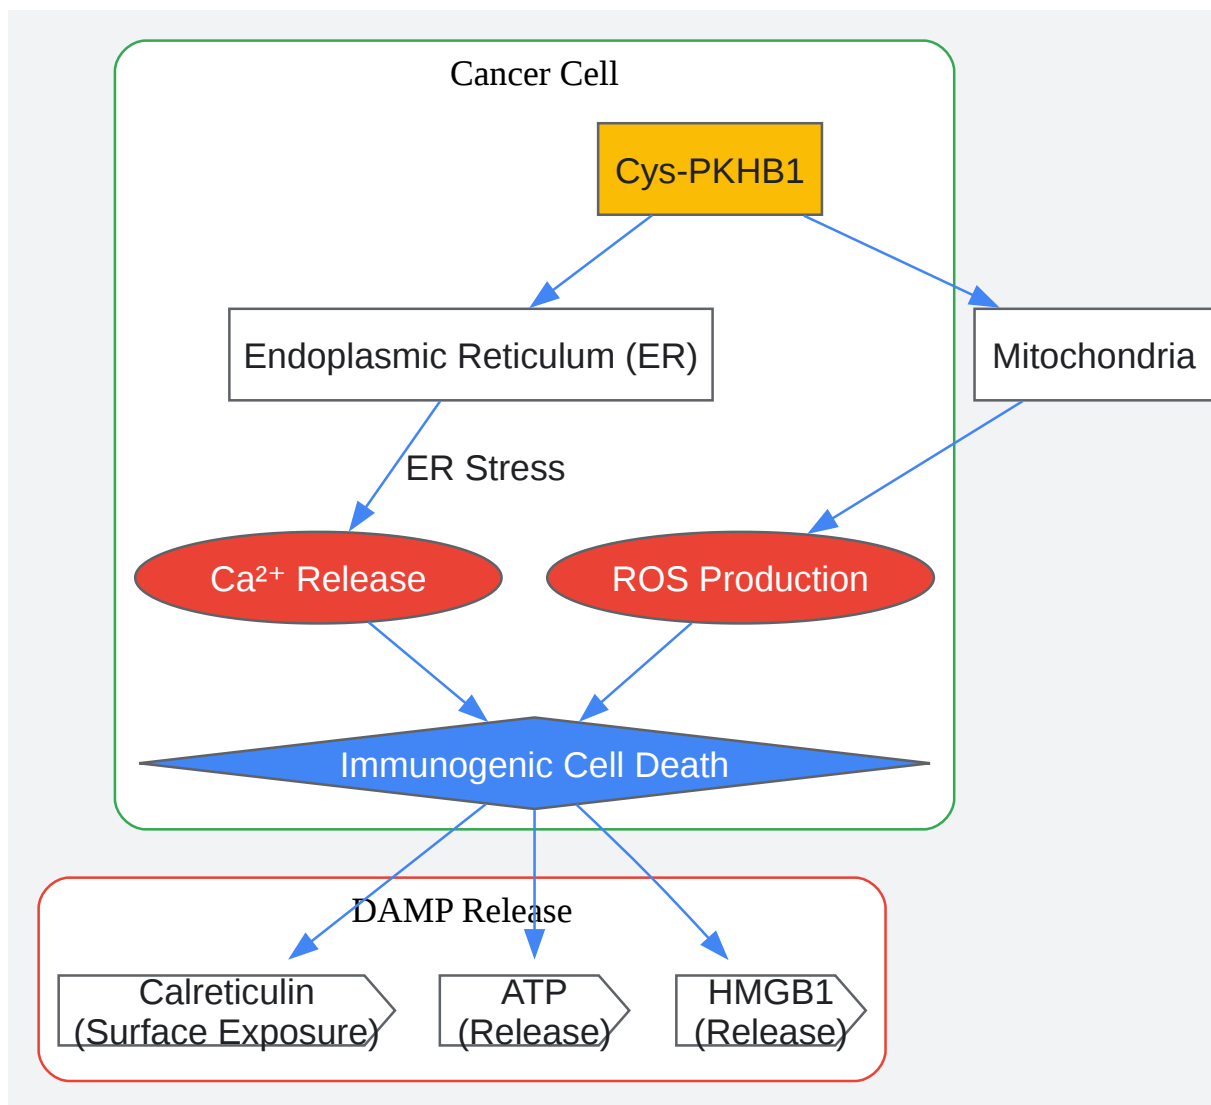 Cancer Cell
Cys-PKHB1
Endoplasmic Reticulum (ER)
Mitochondria
ER Stress
Ca²⁺ Release
ROS Production
Immunogenic Cell Death
DAMP Release
Calreticulin
(Surface Exposure)
ATP
(Release)
HMGB1
(Release)